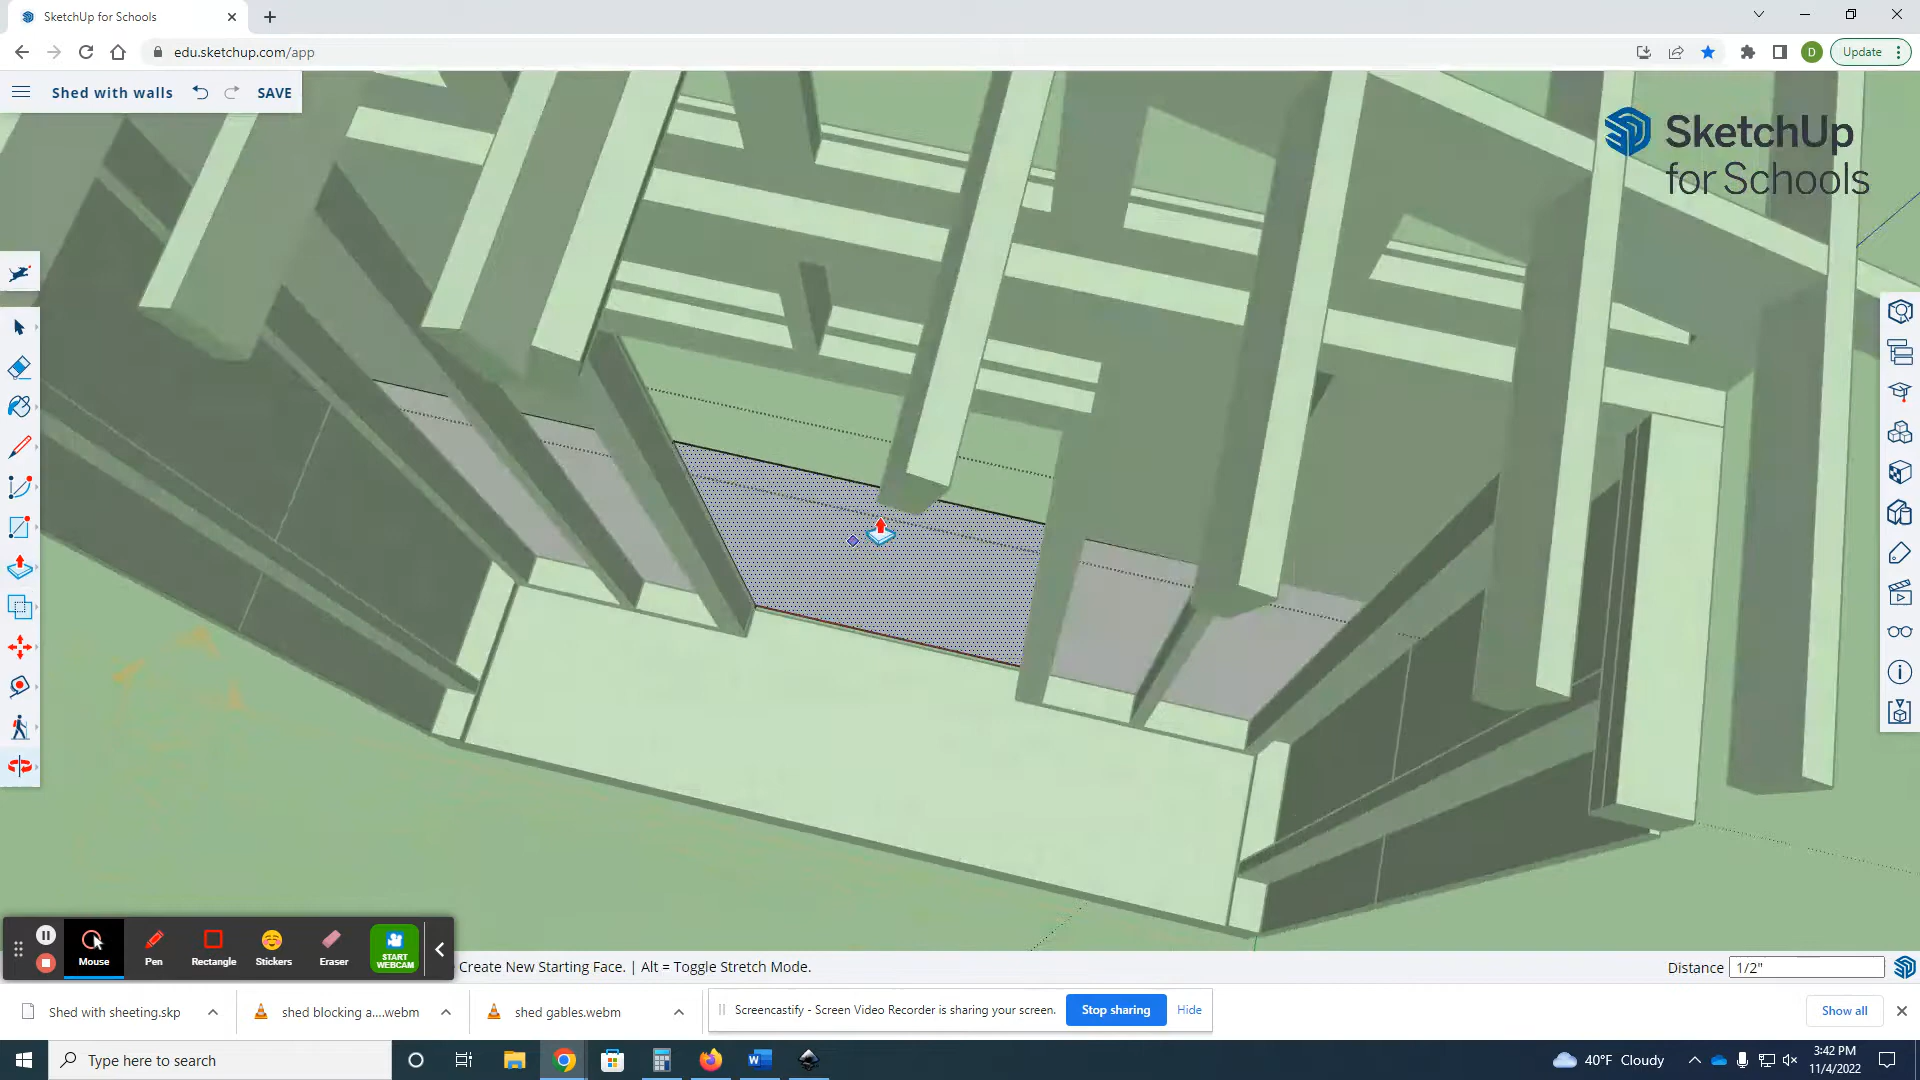 SketchUp for Schools
edu.sketchup.com/app
D
Update
Shed with walls
SAVE
SketchUp
for Schools
Mouse
Pen
Rectangle
Stickers
Eraser
START
WEBCAM
Create New Starting Face. | Alt = Toggle Stretch Mode.
Distance
1/2"
Shed with sheeting.skp
shed blocking a....webm
shed gables.webm
Screencastify - Screen Video Recorder is sharing your screen.
Stop sharing
Hide
Show all
Type here to search
40°F Cloudy
3:42 PM
11/4/2022